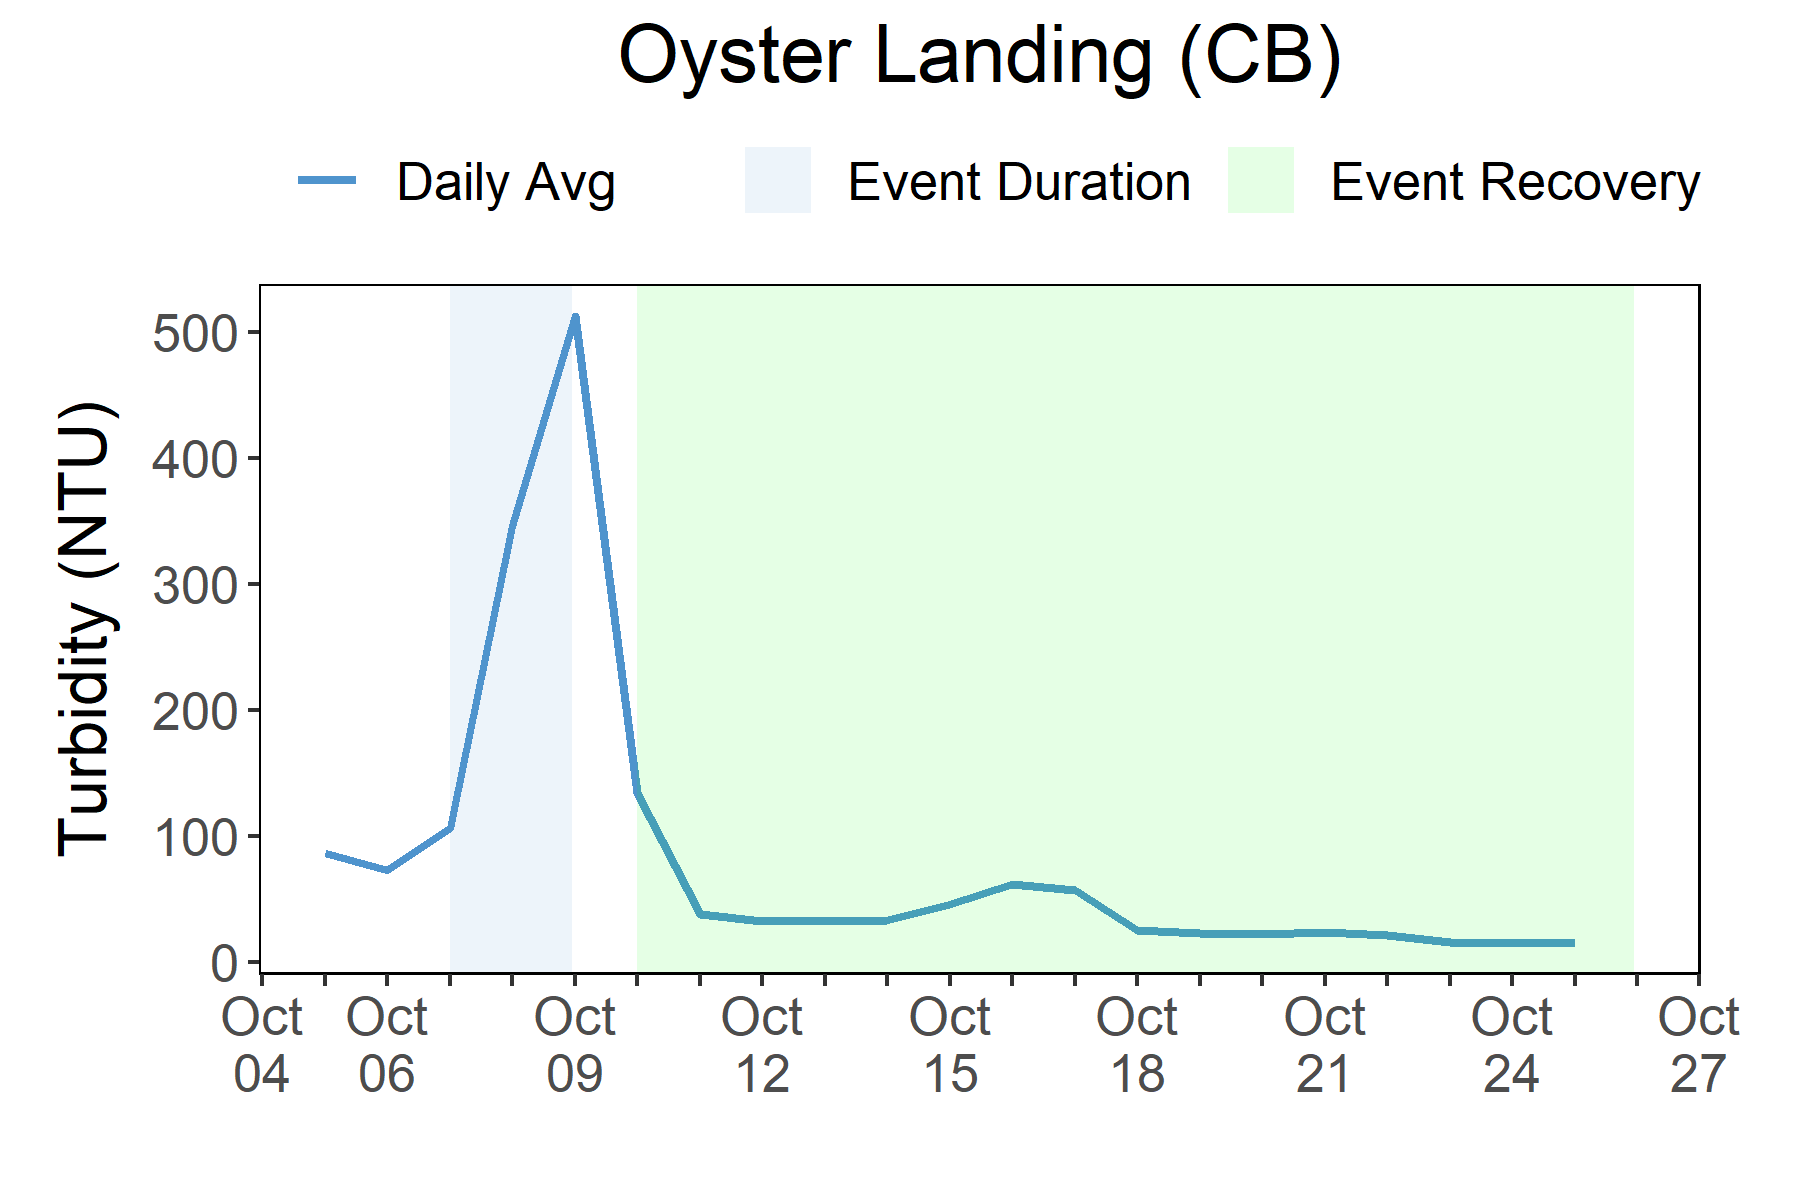 Oyster Landing (CB)
Daily Avg Event Duration Event Recovery
Turbidity (NTU)
500
400
300
200
100
0
Oct Oct Oct Oct Oct Oct Oct Oct Oct
04 06 09 12 15 18 21 24 27